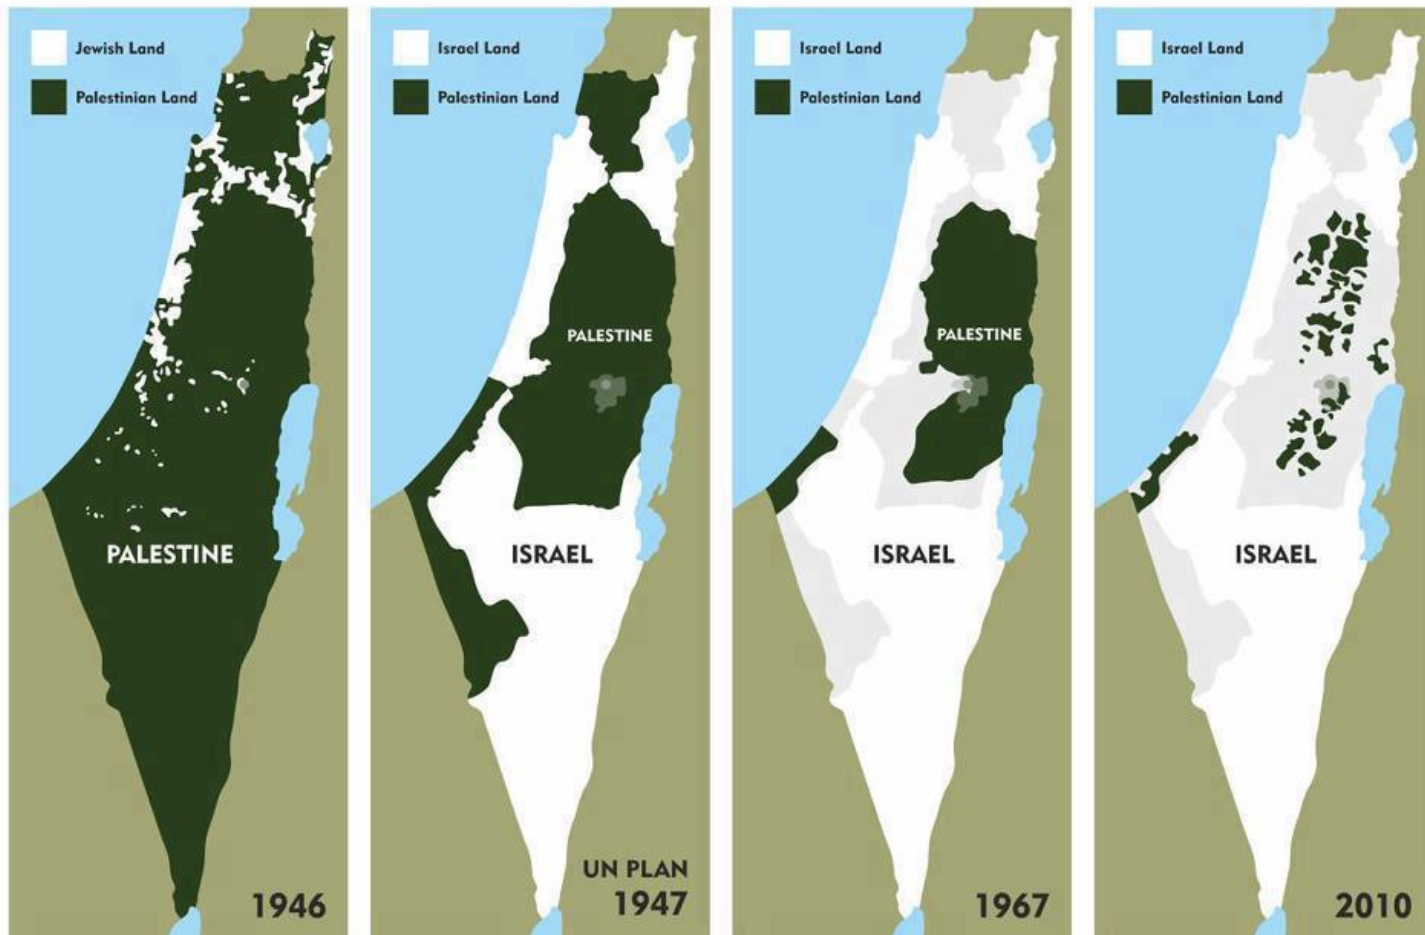 Jewish Land
Palestinian Land
PALESTINE
1946
Israel Land
Palestinian Land
PALESTINE
ISRAEL
UN PLAN
1947
Israel Land
Palestinian Land
PALESTINE
ISRAEL
1967
Israel Land
Palestinian Land
ISRAEL
2010